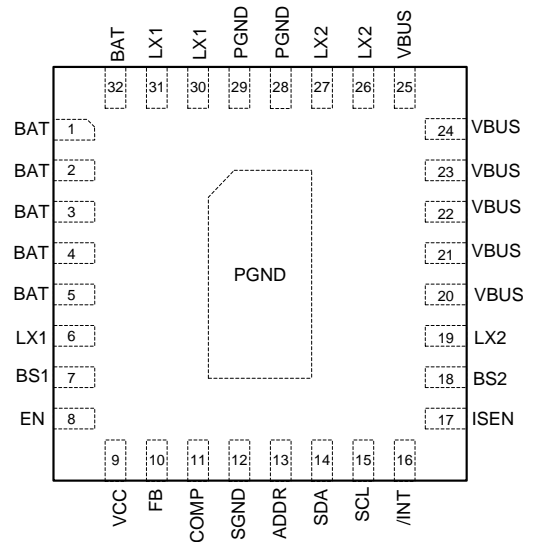 BAT LX1 LX1 PGND PGND LX2 LX2 VBUS
32 31 30 29 28 27 26 25
BAT 1 24 VBUS
BAT 2 23 VBUS
BAT 3 22 VBUS
BAT 4 21 VBUS
PGND
BAT 5 20 VBUS
LX1 6 19 LX2
BS1 7 18 BS2
EN 8 17 ISEN
9 10 11 12 13 14 15 16
VCC FB COMP SGND ADDR SDA SCL /INT